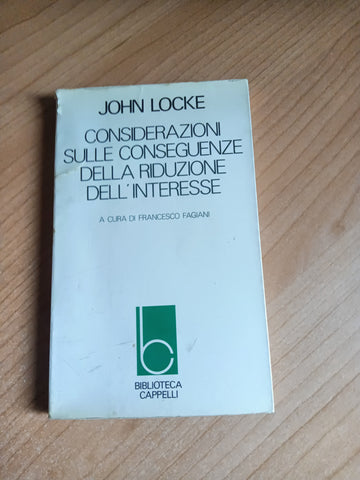 JOHN LOCKE
CONSIDERAZIONI
SULLE CONSEGUENZE
DELLA RIDUZIONE
DELL'INTERESSE
A CURA DI FRANCESCO FAGIANI
bc
BIBLIOTECA
CAPPELLI